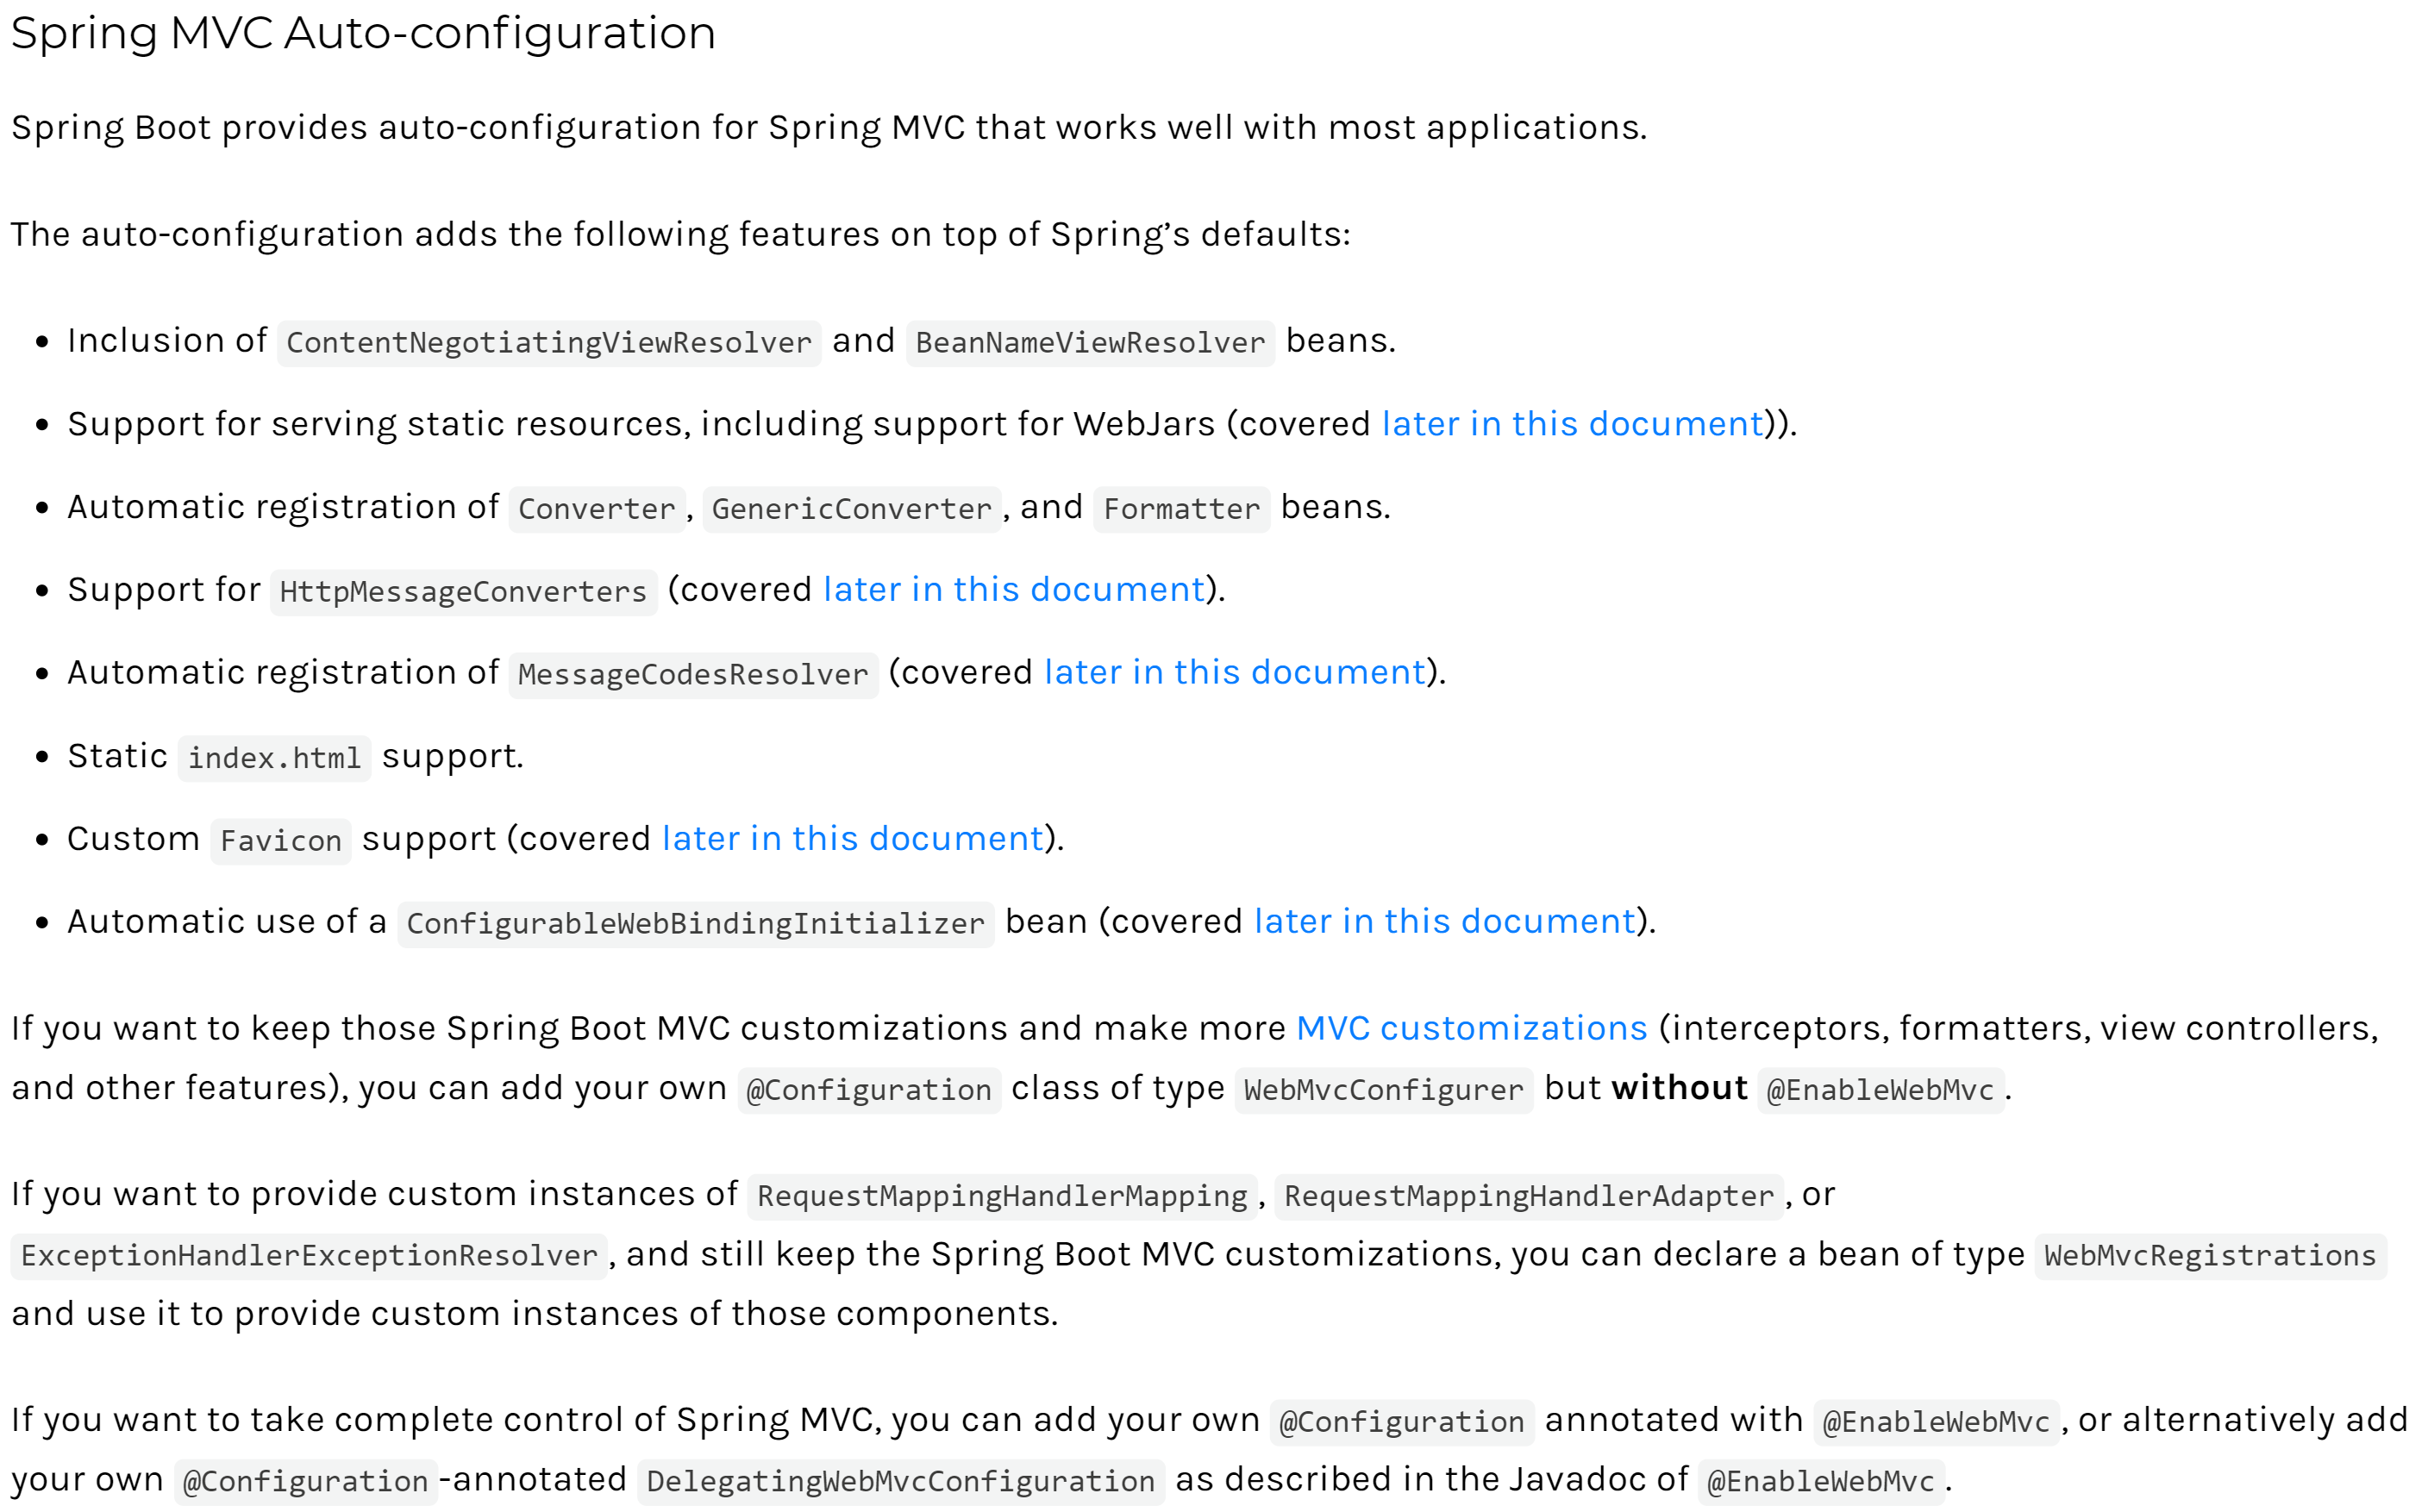 Spring MVC Auto-configuration
Spring Boot provides auto-configuration for Spring MVC that works well with most applications.
The auto-configuration adds the following features on top of Spring’s defaults:
• Inclusion of ContentNegotiatingViewResolver and BeanNameViewResolver beans.
• Support for serving static resources, including support for WebJars (covered later in this document)).
• Automatic registration of Converter, GenericConverter, and Formatter beans.
• Support for HttpMessageConverters (covered later in this document).
• Automatic registration of MessageCodesResolver (covered later in this document).
• Static index.html support.
• Custom Favicon support (covered later in this document).
• Automatic use of a ConfigurableWebBindingInitializer bean (covered later in this document).
If you want to keep those Spring Boot MVC customizations and make more MVC customizations (interceptors, formatters, view controllers,
and other features), you can add your own @Configuration class of type WebMvcConfigurer but without @EnableWebMvc.
If you want to provide custom instances of RequestMappingHandlerMapping, RequestMappingHandlerAdapter, or
ExceptionHandlerExceptionResolver, and still keep the Spring Boot MVC customizations, you can declare a bean of type WebMvcRegistrations
and use it to provide custom instances of those components.
If you want to take complete control of Spring MVC, you can add your own @Configuration annotated with @EnableWebMvc, or alternatively add
your own @Configuration-annotated DelegatingWebMvcConfiguration as described in the Javadoc of @EnableWebMvc.